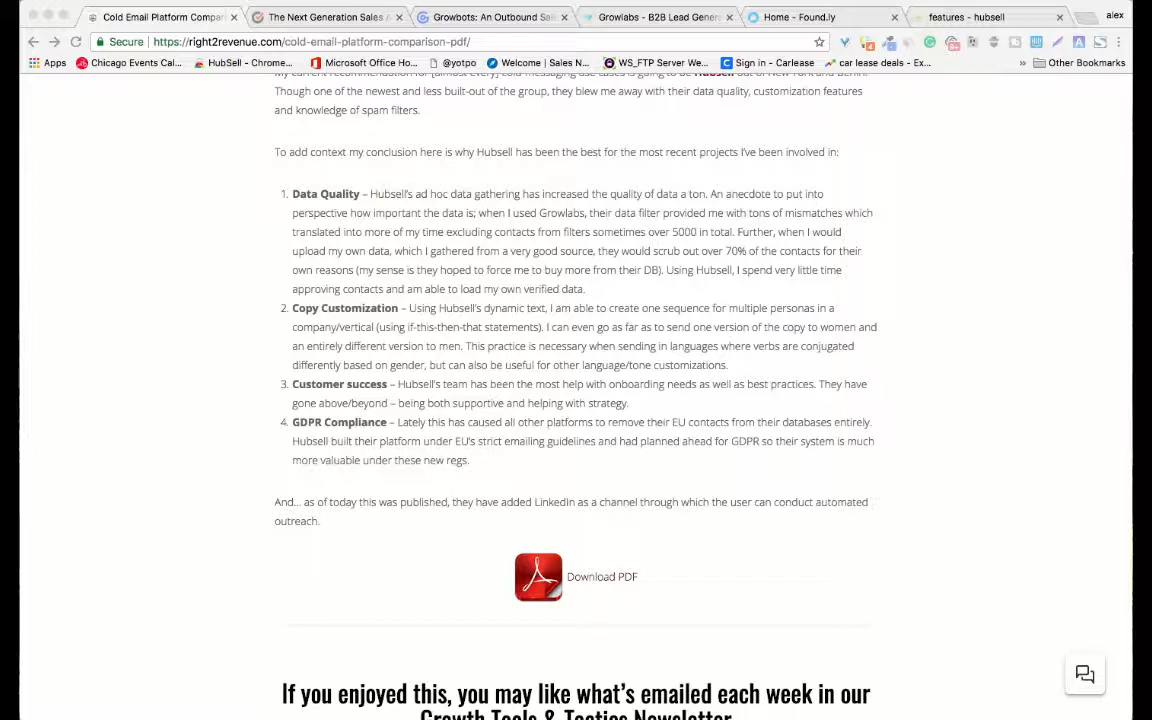 Cold Email Platform Compari
The Next Generation Sales A
Growbots: An Outbound Sale
Growlabs - B2B Lead Gener
Home - Found.ly
features - hubsell
alex
Secure
https://right2revenue.com/cold-email-platform-comparison-pdf/
Apps
Chicago Events Cal...
HubSell - Chrome...
Microsoft Office Ho...
@yotpo
Welcome | Sales N...
WS_FTP Server We...
Sign in - Carlease
car lease deals - Ex...
»
Other Bookmarks
Though one of the newest and less built-out of the group, they blew me away with their data quality, customization features
and knowledge of spam filters.
To add context my conclusion here is why Hubsell has been the best for the most recent projects I've been involved in:
1. Data Quality – Hubsell's ad hoc data gathering has increased the quality of data a ton. An anecdote to put into
perspective how important the data is; when I used Growlabs, their data filter provided me with tons of mismatches which
translated into more of my time excluding contacts from filters sometimes over 5000 in total. Further, when I would
upload my own data, which I gathered from a very good source, they would scrub out over 70% of the contacts for their
own reasons (my sense is they hoped to force me to buy more from their DB). Using Hubsell, I spend very little time
approving contacts and am able to load my own verified data.
2. Copy Customization – Using Hubsell's dynamic text, I am able to create one sequence for multiple personas in a
company/vertical (using if-this-then-that statements). I can even go as far as to send one version of the copy to women and
an entirely different version to men. This practice is necessary when sending in languages where verbs are conjugated
differently based on gender, but can also be useful for other language/tone customizations.
3. Customer success – Hubsell's team has been the most help with onboarding needs as well as best practices. They have
gone above/beyond – being both supportive and helping with strategy.
4. GDPR Compliance – Lately this has caused all other platforms to remove their EU contacts from their databases entirely.
Hubsell built their platform under EU's strict emailing guidelines and had planned ahead for GDPR so their system is much
more valuable under these new regs.
And... as of today this was published, they have added LinkedIn as a channel through which the user can conduct automated
outreach.
Download PDF
If you enjoyed this, you may like what's emailed each week in our
Growth Tools & Tactics Newsletter